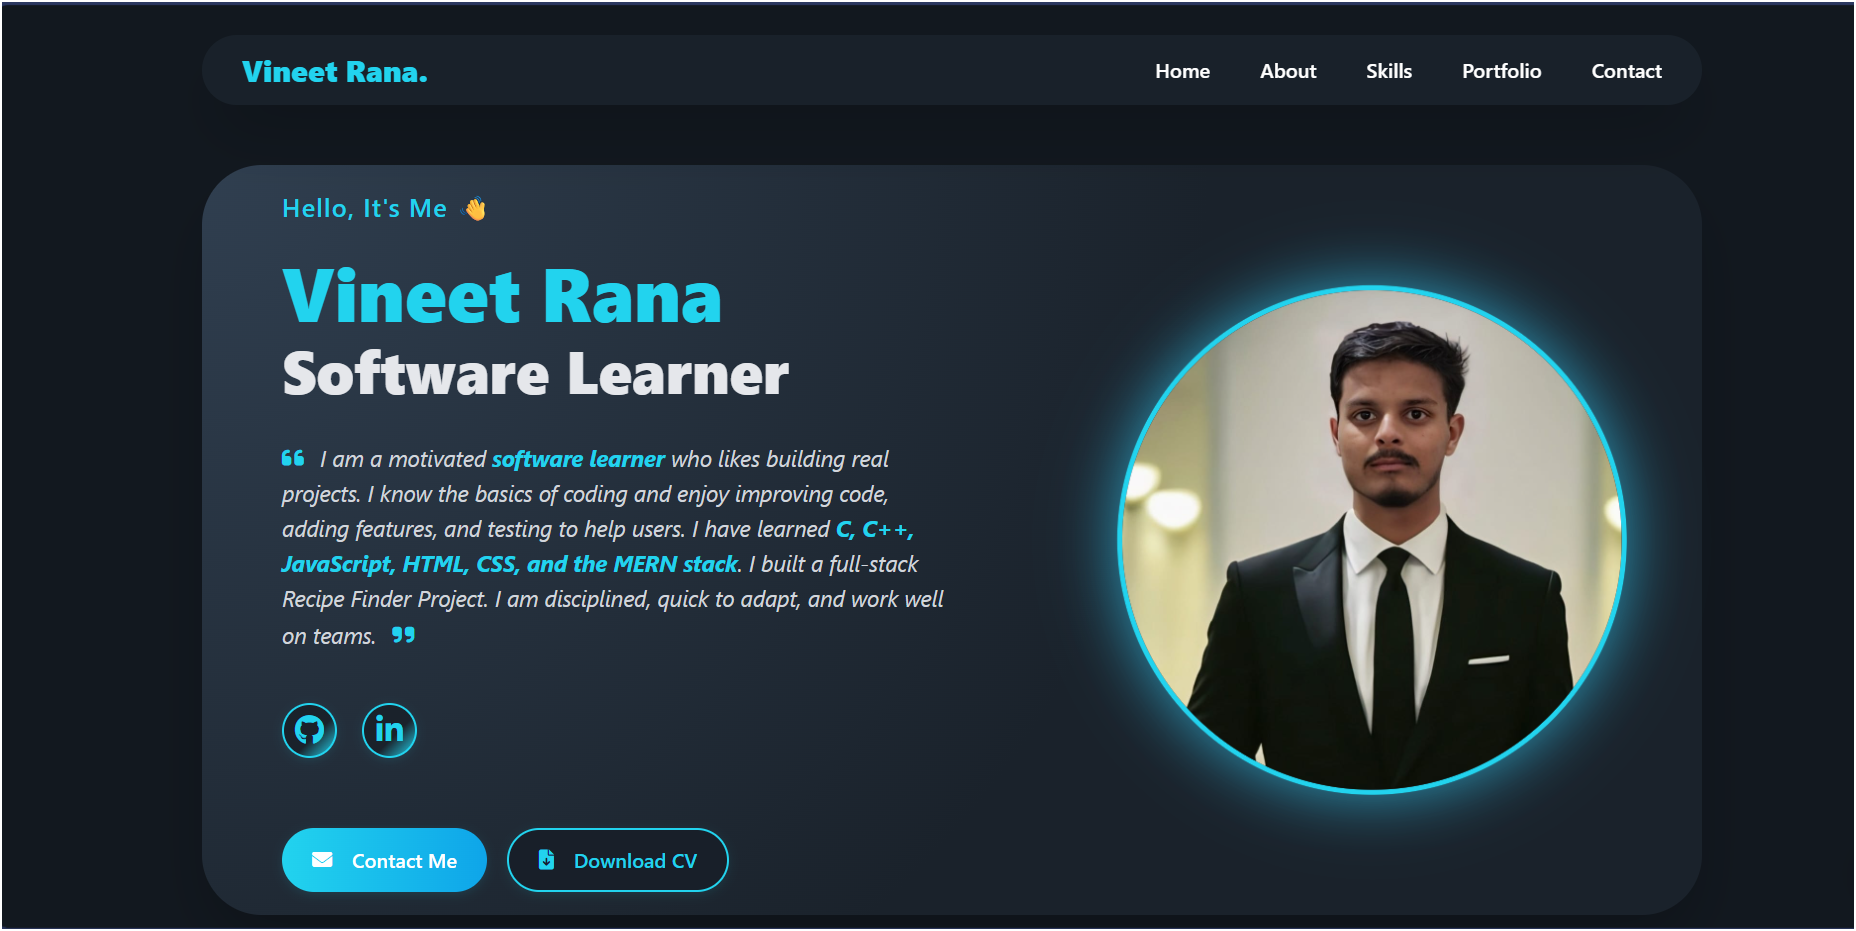 Vineet Rana.
Home
About
Skills
Portfolio
Contact
Hello, It's Me 👋
Vineet Rana
Software Learner
❝ I am a motivated software learner who likes building real
projects. I know the basics of coding and enjoy improving code,
adding features, and testing to help users. I have learned C, C++,
JavaScript, HTML, CSS, and the MERN stack. I built a full-stack
Recipe Finder Project. I am disciplined, quick to adapt, and work well
on teams. ❞
in
Contact Me
Download CV